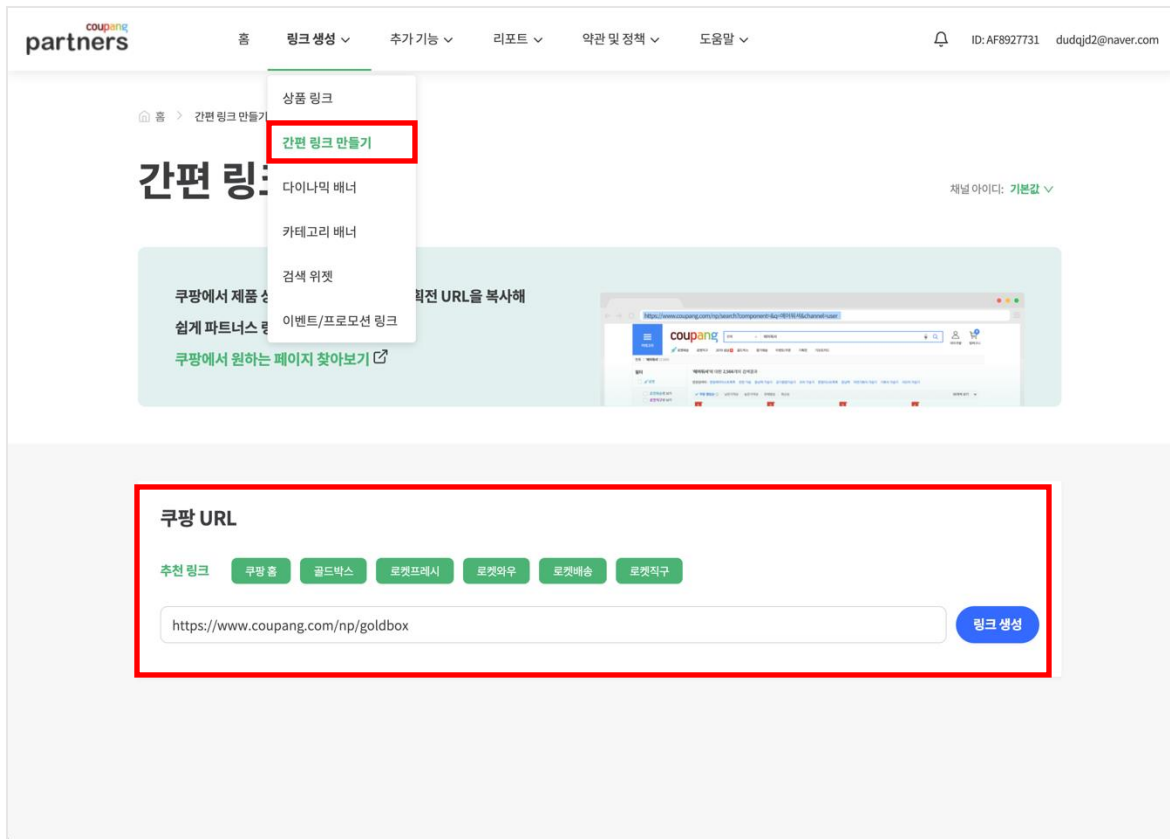 coupang
partners
홈
링크 생성
추가 기능
리포트
약관 및 정책
도움말
ID: AF8927731
dudqjd2@naver.com
상품 링크
간편 링크 만들기
다이나믹 배너
카테고리 배너
검색 위젯
이벤트/프로모션 링크
홈 > 간편 링크 만들기
간편 링
채널 아이디: 기본값
쿠팡에서 제품 획전 URL을 복사해
쉽게 파트너스
쿠팡에서 원하는 페이지 찾아보기
coupang
쿠팡 URL
추천 링크
쿠팡 홈
골드박스
로켓프레시
로켓와우
로켓배송
로켓직구
https://www.coupang.com/np/goldbox
링크 생성